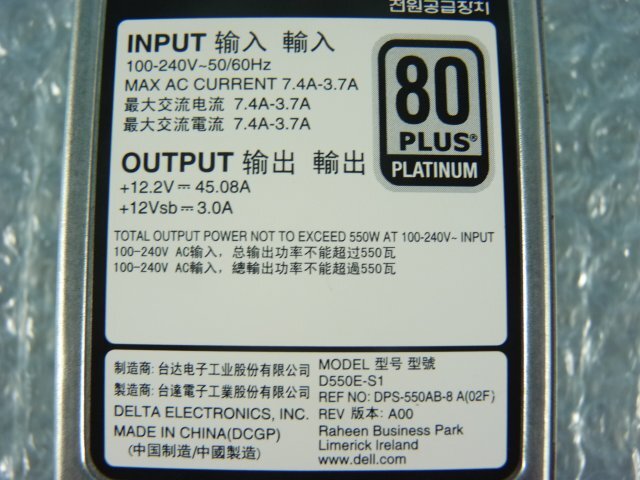 전원공급장치
INPUT 输入 輸入
100-240V~50/60Hz
MAX AC CURRENT 7.4A-3.7A
最大交流电流 7.4A-3.7A
最大交流電流 7.4A-3.7A
80
PLUS®
PLATINUM
OUTPUT 输出 輸出
+12.2V⎓45.08A
+12Vsb⎓3.0A
TOTAL OUTPUT POWER NOT TO EXCEED 550W AT 100-240V~ INPUT
100-240V AC输入，总输出功率不能超过550瓦
100-240V AC輸入，總輸出功率不能超過550瓦
制造商: 台达电子工业股份有限公司
製造商: 台達電子工業股份有限公司
DELTA ELECTRONICS, INC.
MADE IN CHINA(DCGP)
(中国制造/中國製造)
MODEL 型号 型號
D550E-S1
REF NO: DPS-550AB-8 A(02F)
REV 版本: A00
Raheen Business Park
Limerick Ireland
www.dell.com